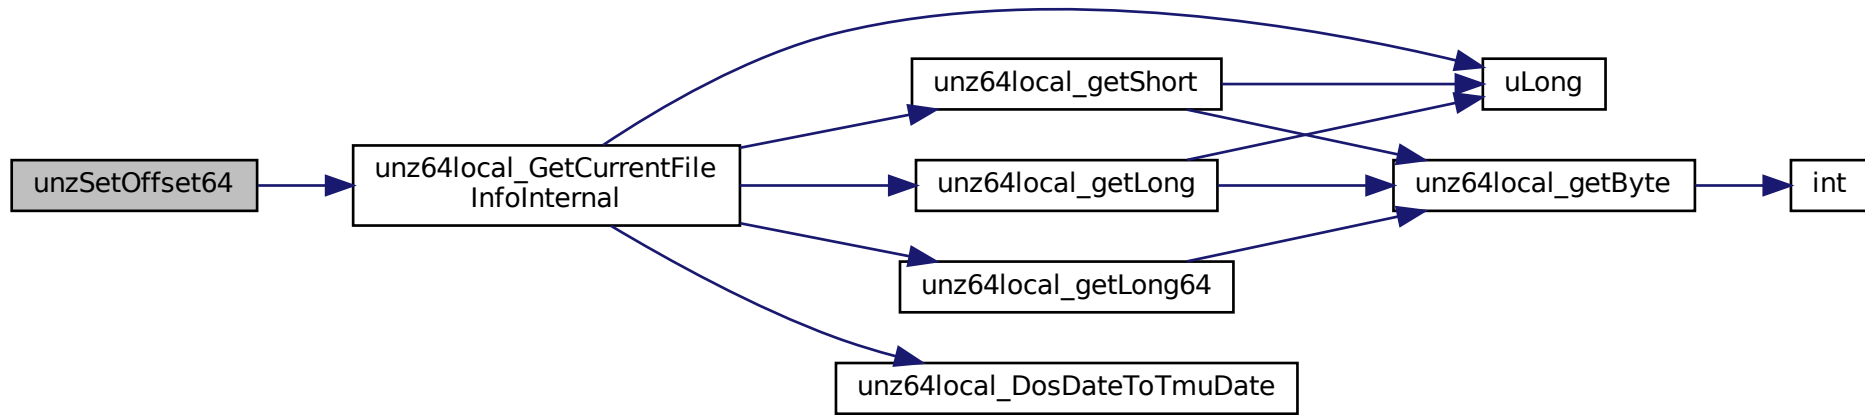 unzSetOffset64
unz64local_GetCurrentFile
InfoInternal
unz64local_getShort
unz64local_getLong
unz64local_getLong64
unz64local_DosDateToTmuDate
uLong
unz64local_getByte
int